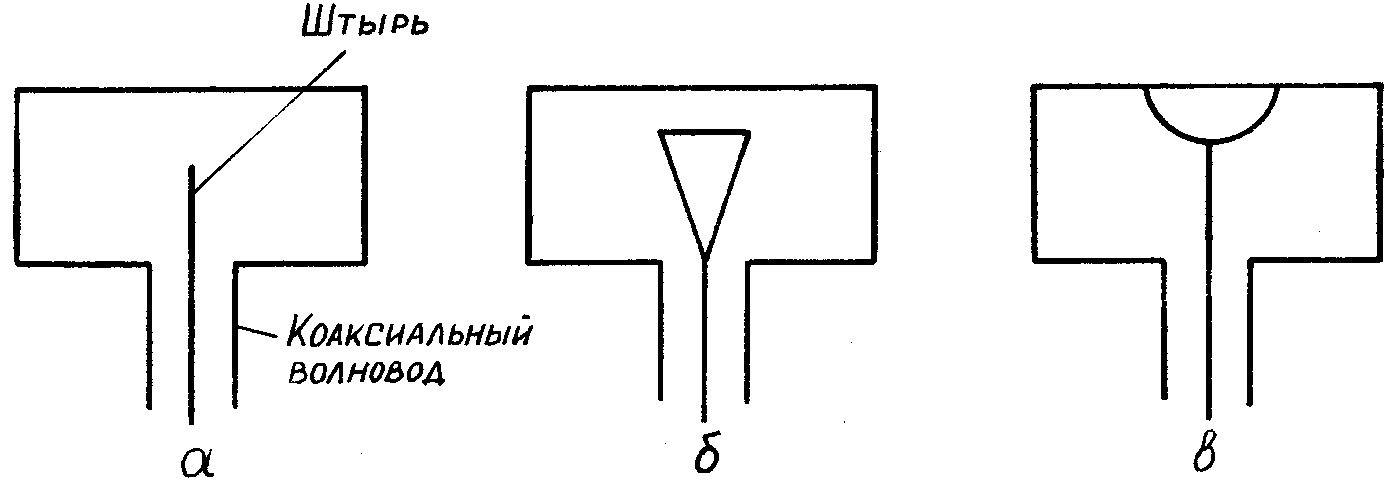 Штырь
Коаксиальный
волновод
а
б
в